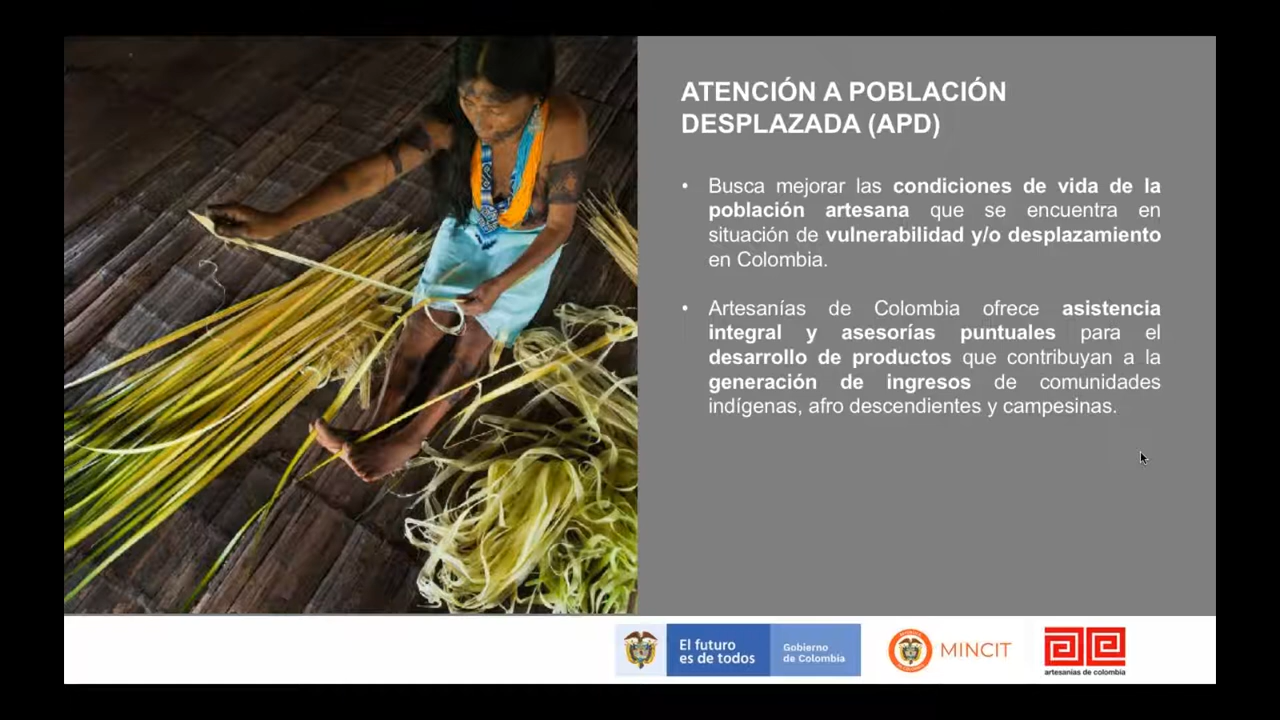 ATENCIÓN A POBLACIÓN
DESPLAZADA (APD)
• Busca mejorar las condiciones de vida de la
población artesana que se encuentra en
situación de vulnerabilidad y/o desplazamiento
en Colombia.
• Artesanías de Colombia ofrece asistencia
integral y asesorías puntuales para el
desarrollo de productos que contribuyan a la
generación de ingresos de comunidades
indígenas, afro descendientes y campesinas.
El futuro
es de todos
Gobierno
de Colombia
MINCIT
artesanías de colombia